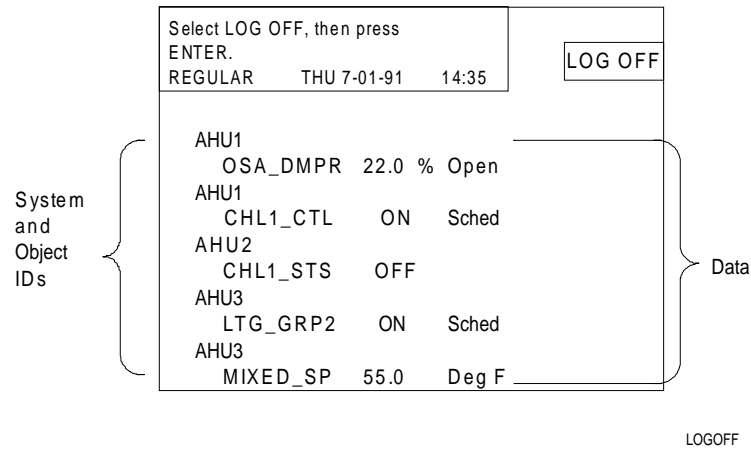 Select LOG OFF, then press
ENTER.
REGULAR THU 7-01-91 14:35
LOG OFF
AHU1
OSA_DMPR 22.0 % Open
AHU1
CHL1_CTL ON Sched
AHU2
CHL1_STS OFF
AHU3
LTG_GRP2 ON Sched
AHU3
MIXED_SP 55.0 Deg F
System
and
Object
IDs
Data
LOGOFF